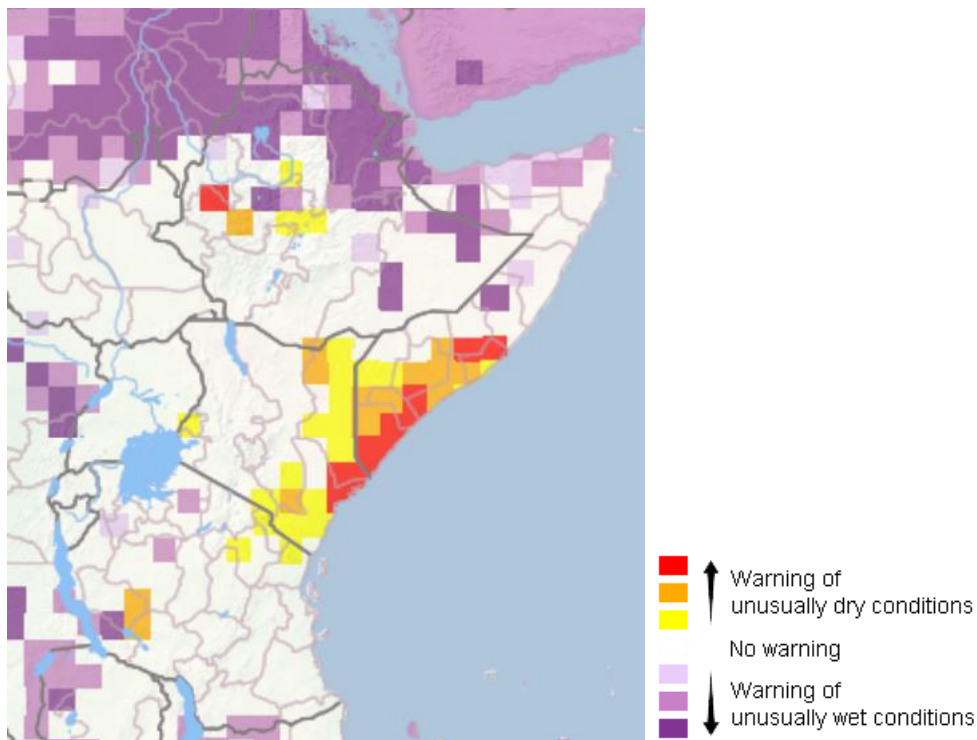 Warning of
unusually dry conditions
No warning
Warning of
unusually wet conditions